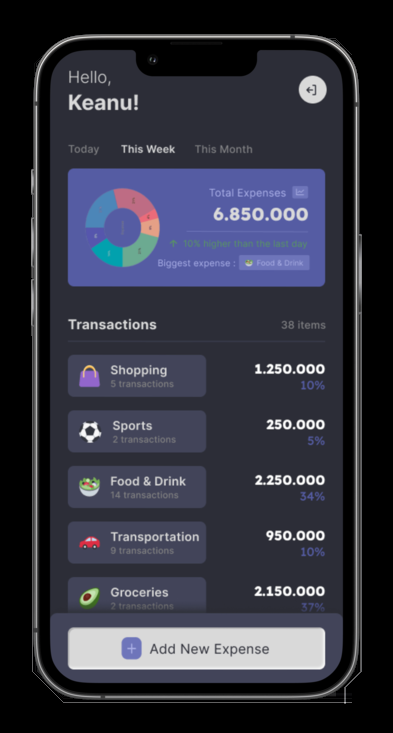 Hello,
Keanu!
Today This Week This Month
Total Expenses
6.850.000
10% higher than the last day
Biggest expense : Food & Drink
Transactions 38 items
Shopping 1.250.000
5 transactions 10%
Sports 250.000
2 transactions 5%
Food & Drink 2.250.000
14 transactions 34%
Transportation 950.000
9 transactions 10%
Groceries 2.150.000
2 transactions 37%
Add New Expense